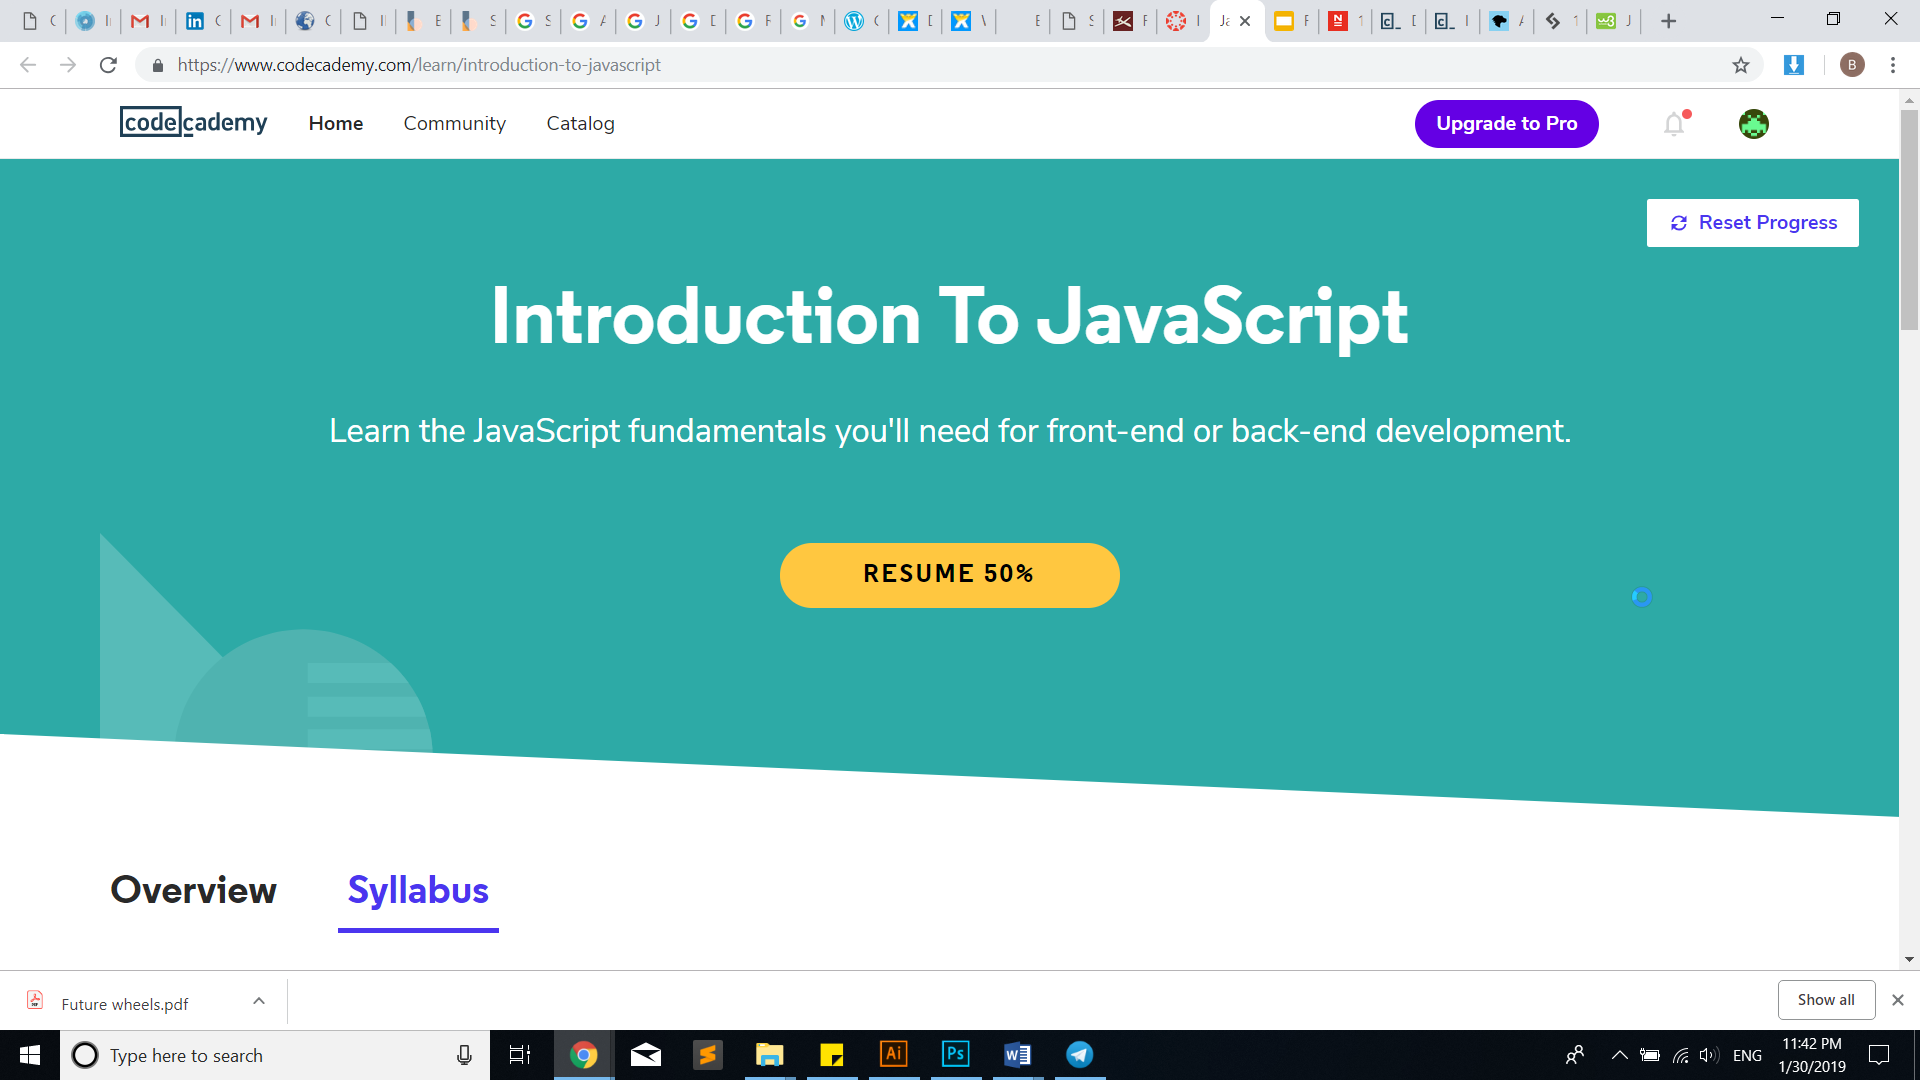 https://www.codecademy.com/learn/introduction-to-javascript
B
codecademy
Home
Community
Catalog
Upgrade to Pro
Reset Progress
Introduction To JavaScript
Learn the JavaScript fundamentals you'll need for front-end or back-end development.
RESUME 50%
Overview
Syllabus
Future wheels.pdf
Show all
Type here to search
Ai
Ps
ENG
11:42 PM
1/30/2019